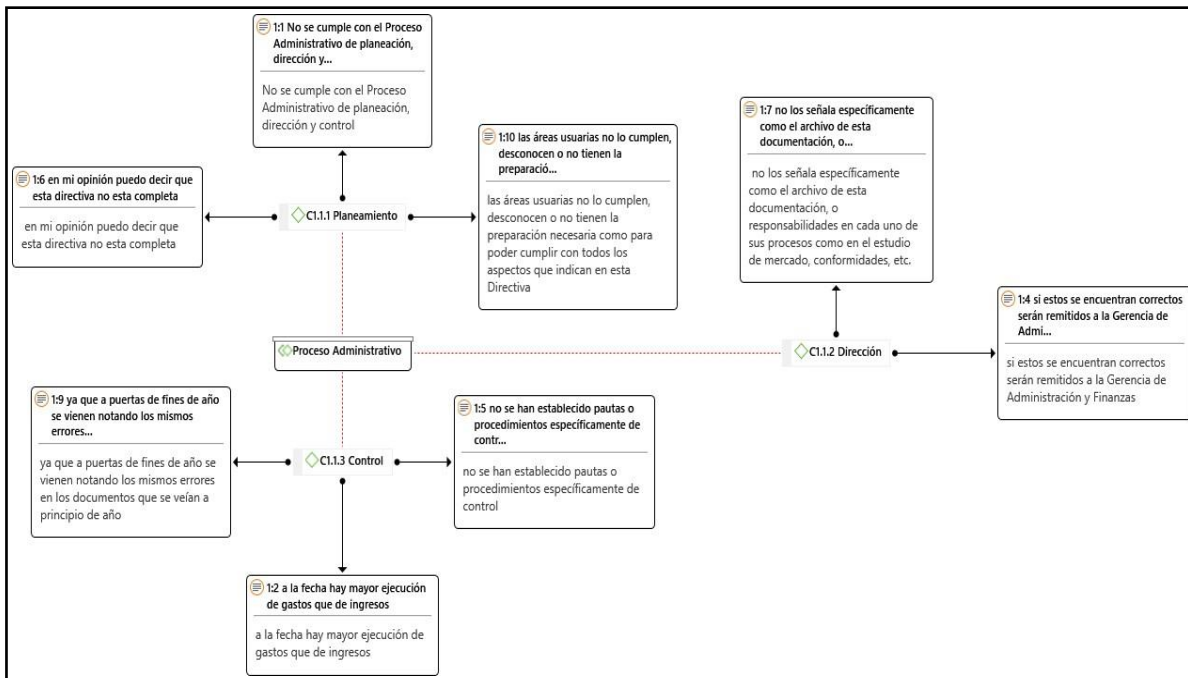 1:1 No se cumple con el Proceso
Administrativo de planeación,
dirección y...
No se cumple con el Proceso
Administrativo de planeación,
dirección y control
1:10 las áreas usuarias no lo cumplen,
desconocen o no tienen la
preparació...
las áreas usuarias no lo cumplen,
desconocen o no tienen la
preparación necesaria como para
poder cumplir con todos los
aspectos que indican en esta
Directiva
1:6 en mi opinión puedo decir que
esta directiva no esta completa
en mi opinión puedo decir que
esta directiva no esta completa
C1.1.1 Planeamiento
1:7 no los señala específicamente
como el archivo de esta
documentación, o...
no los señala específicamente
como el archivo de esta
documentación, o
responsabilidades en cada uno de
sus procesos como en el estudio
de mercado, conformidades, etc.
1:4 si estos se encuentran correctos
serán remitidos a la Gerencia de
Admi...
si estos se encuentran correctos
serán remitidos a la Gerencia de
Administración y Finanzas
C1.1.2 Dirección
Proceso Administrativo
1:9 ya que a puertas de fines de año
se vienen notando los mismos
errores...
ya que a puertas de fines de año se
vienen notando los mismos errores
en los documentos que se veían a
principio de año
C1.1.3 Control
1:5 no se han establecido pautas o
procedimientos específicamente de
contr...
no se han establecido pautas o
procedimientos específicamente de
control
1:2 a la fecha hay mayor ejecución
de gastos que de ingresos
a la fecha hay mayor ejecución de
gastos que de ingresos